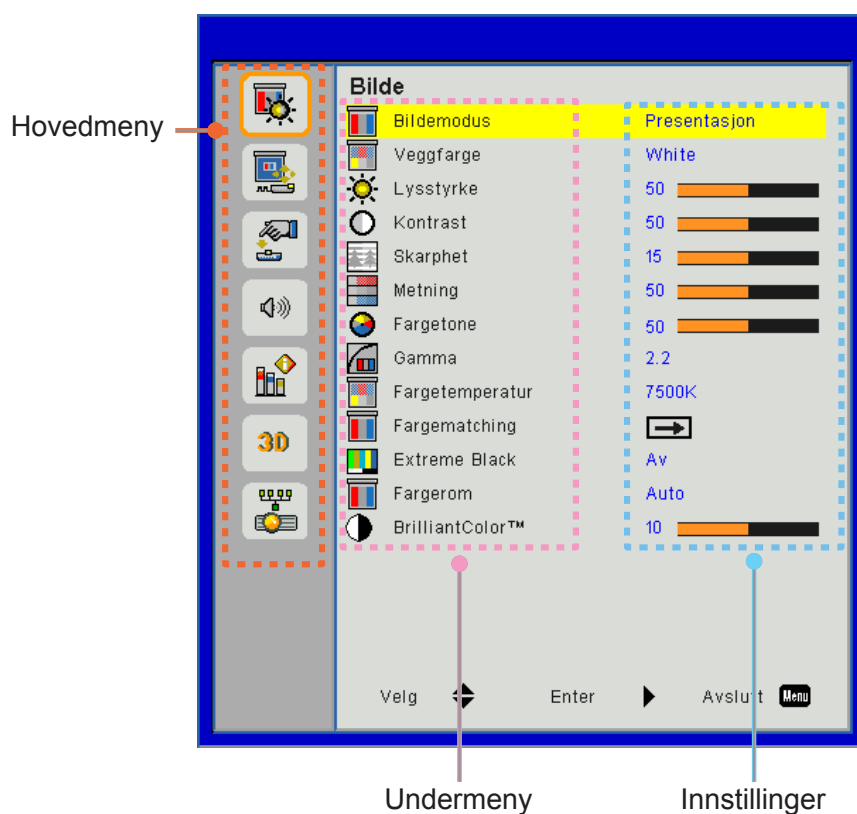 Bilde
Hovedmeny
Bildemodus Presentasjon
Veggfarge White
Lysstyrke 50
Kontrast 50
Skarphet 15
Metning 50
Fargetone 50
Gamma 2.2
Fargetemperatur 7500K
Fargematching
3D
Extreme Black Av
Fargerom Auto
BrilliantColor™ 10
Velg Enter Avslutt Menu
Undermeny Innstillinger